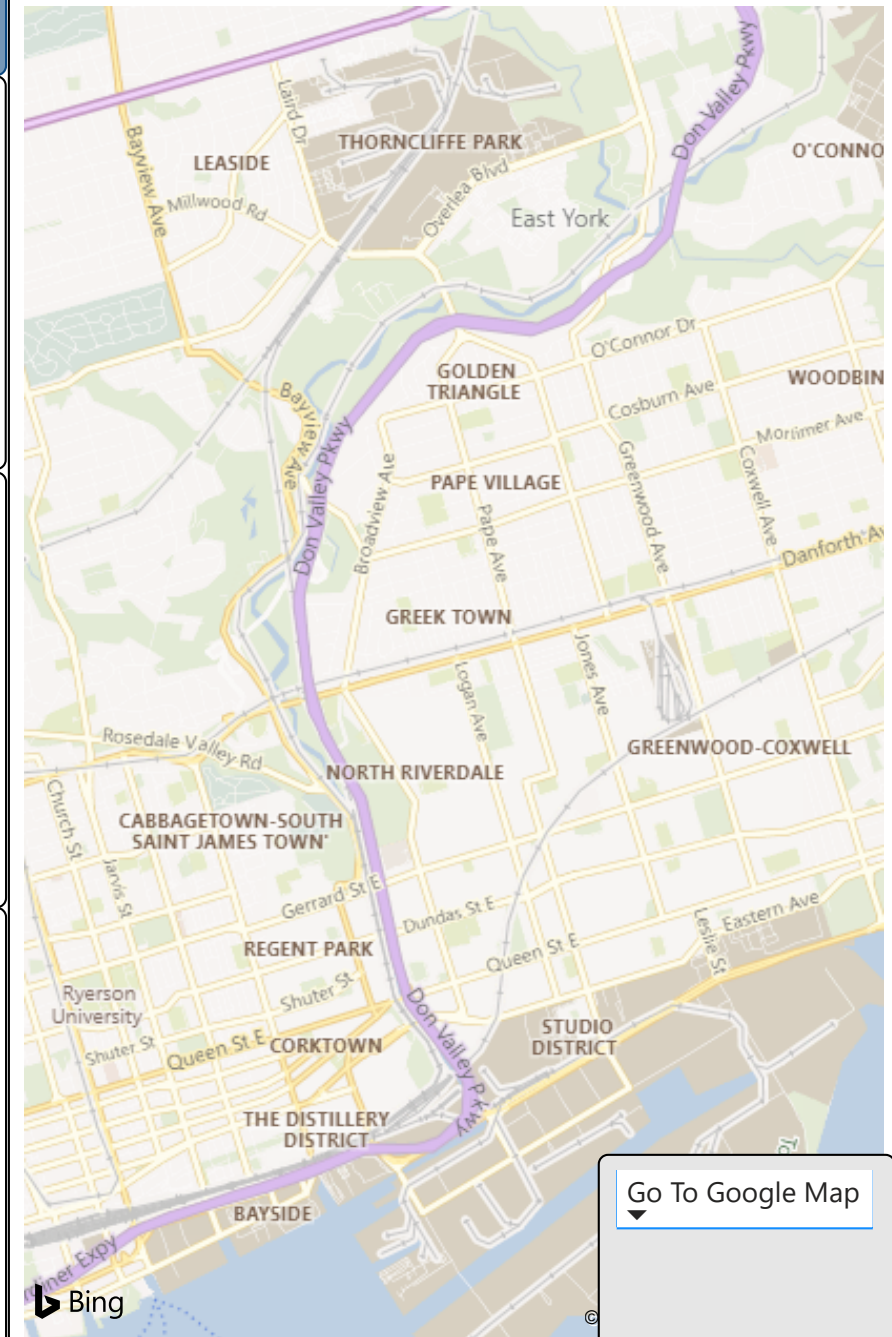 Don Valley Pkwy
Laird Dr
THORNCLIFFE PARK
O'CONNO
Bayview Ave
LEASIDE
Overlea Blvd
Millwood Rd
East York
O'Connor Dr
GOLDEN
TRIANGLE
WOODBIN
Bayview Ave
Cosburn Ave
Mortimer Ave
Don Valley Pkwy
Broadview Ave
PAPE VILLAGE
Greenwood Ave
Coxwell Ave
Pape Ave
Danforth Av
GREEK TOWN
Jones Ave
Logan Ave
Rosedale Valley Rd
GREENWOOD-COXWELL
NORTH RIVERDALE
Church St
CABBAGETOWN-SOUTH
SAINT JAMES TOWN'
Jarvis St
Gerrard St E
Dundas St E
Leslie St
Eastern Ave
REGENT PARK
Queen St E
Ryerson
University
Shuter St
Don Valley Pkwy
STUDIO
DISTRICT
Shuter St
Queen St E
CORKTOWN
THE DISTILLERY
DISTRICT
To
Go To Google Map
BAYSIDE
rdiner Expy
Bing
©